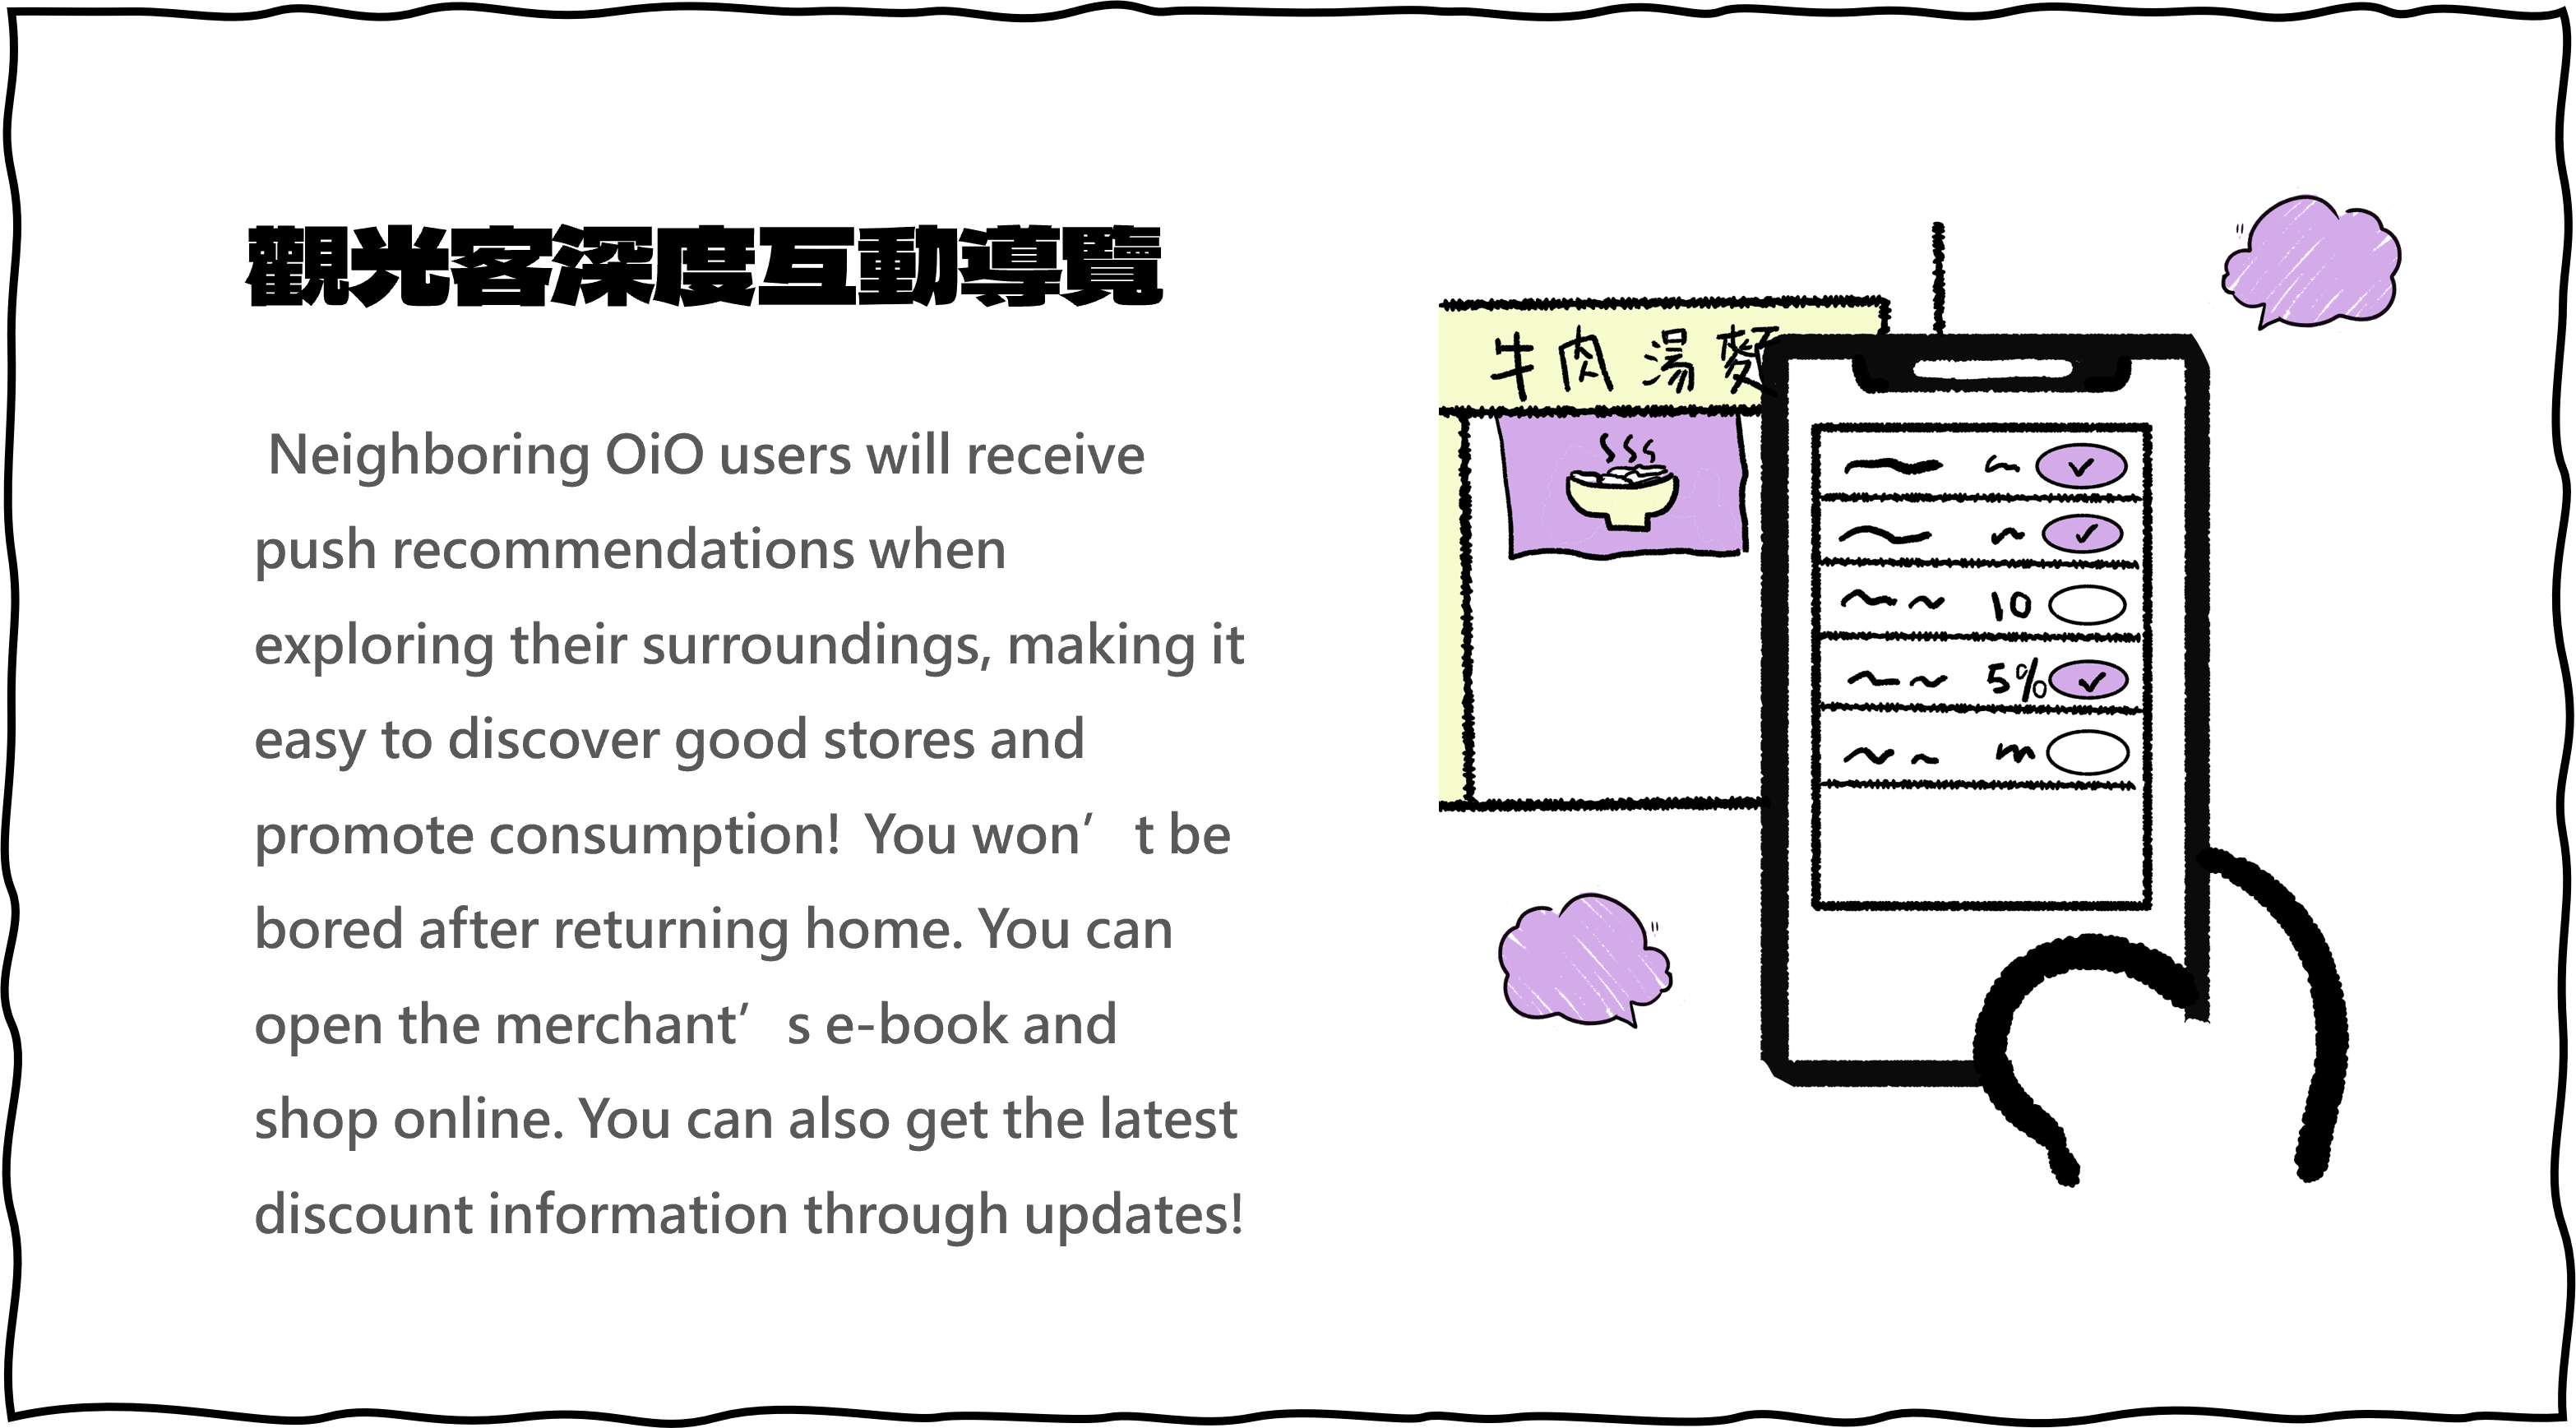 觀光客深度互動導覽
Neighboring OiO users will receive
push recommendations when
exploring their surroundings, making it
easy to discover good stores and
promote consumption! You won’ t be
bored after returning home. You can
open the merchant’ s e-book and
shop online. You can also get the latest
discount information through updates!
牛肉湯麵
10
5%